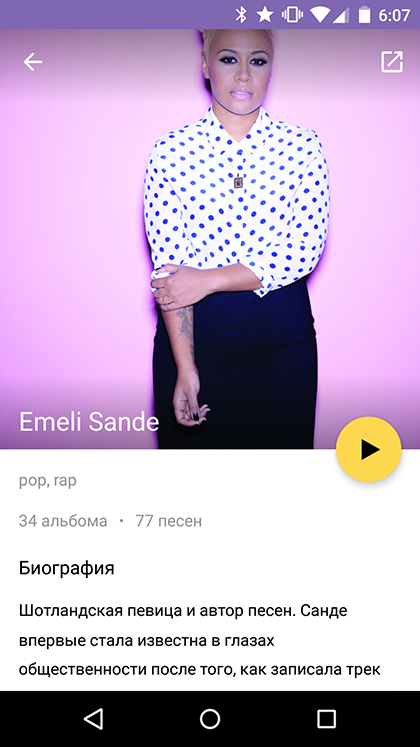 6:07
Emeli Sande
pop, rap
34 альбома • 77 песен
Биография
Шотландская певица и автор песен. Санде
впервые стала известна в глазах
общественности после того, как записала трек